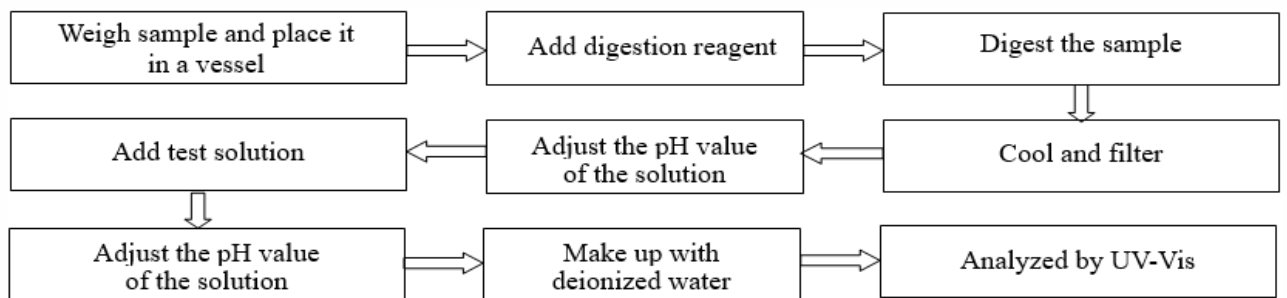 Weigh sample and place it
in a vessel
Add digestion reagent
Digest the sample
Cool and filter
Adjust the pH value
of the solution
Add test solution
Adjust the pH value
of the solution
Make up with
deionized water
Analyzed by UV-Vis